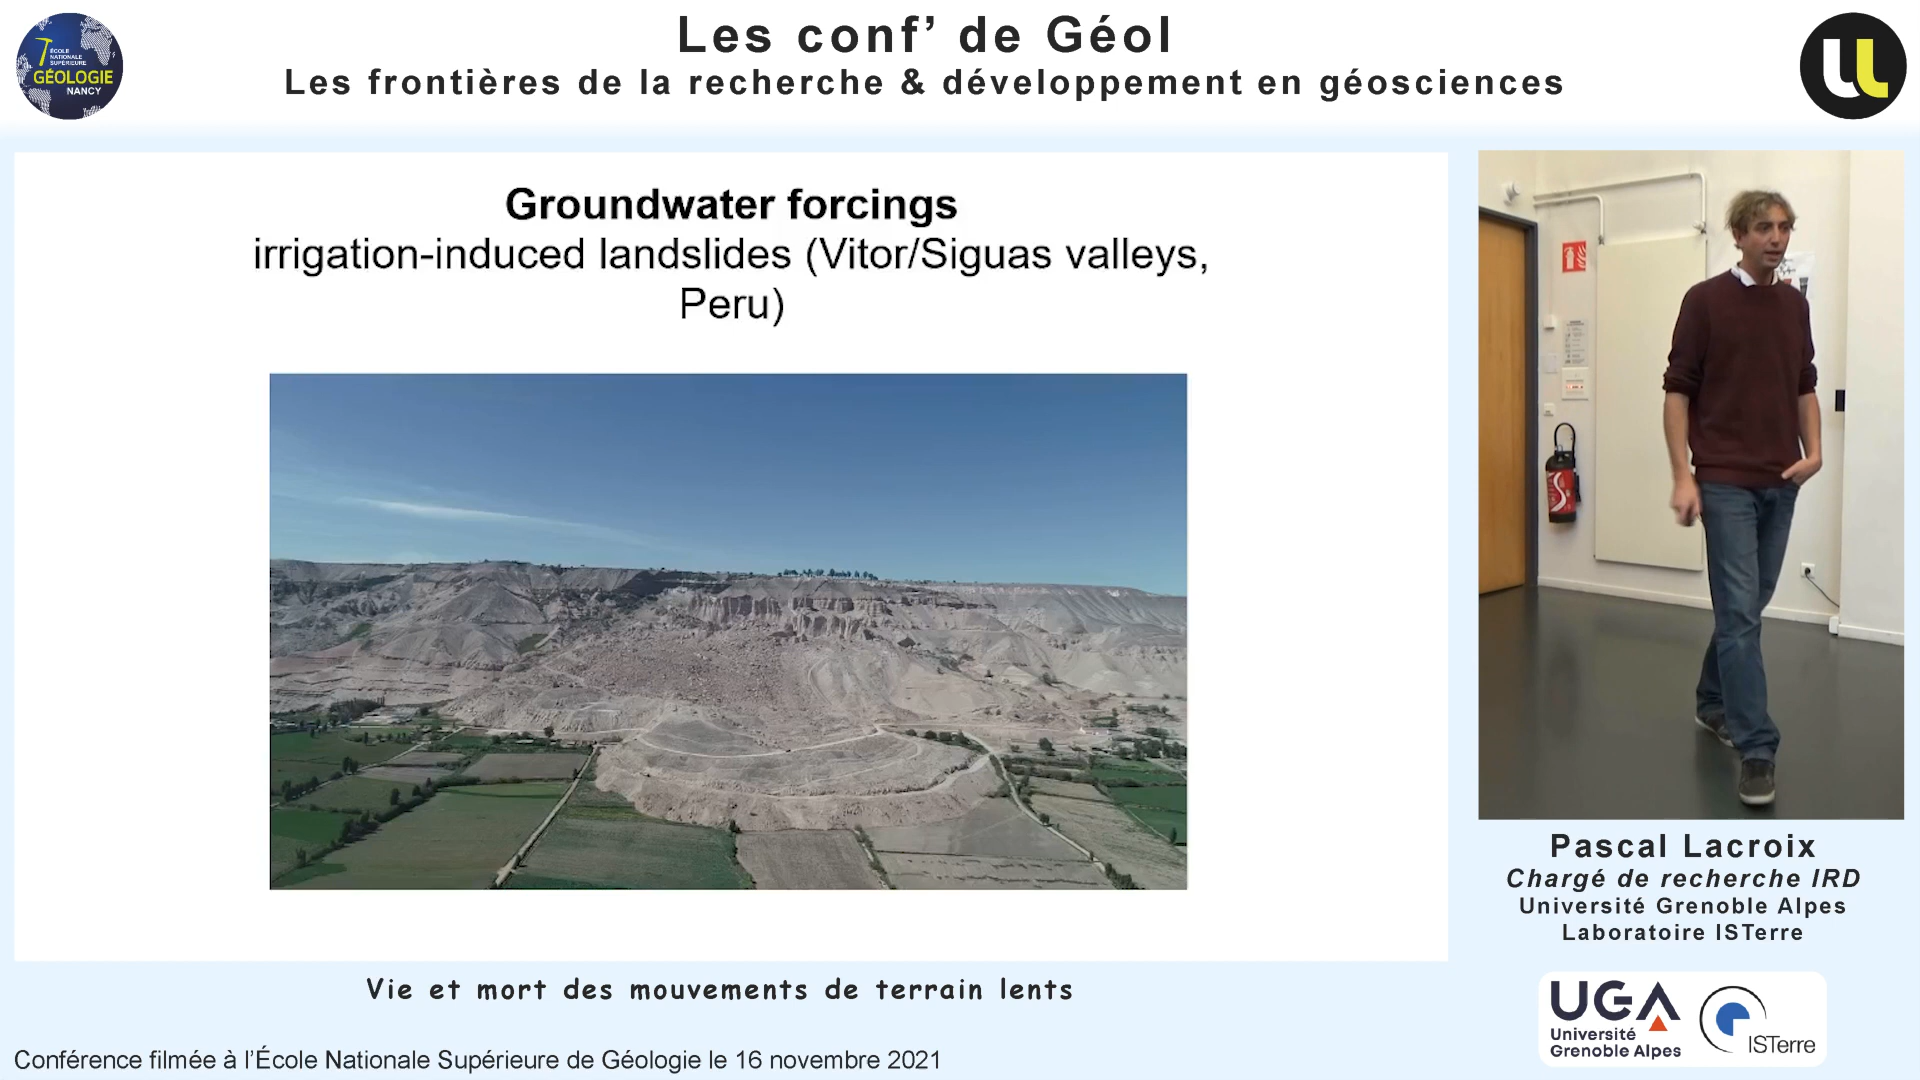 Les conf’ de Géol
Les frontières de la recherche & développement en géosciences
ÉCOLE
NATIONALE
SUPÉRIEURE
GÉOLOGIE
NANCY
Groundwater forcings
irrigation-induced landslides (Vitor/Siguas valleys,
Peru)
Pascal Lacroix
Chargé de recherche IRD
Université Grenoble Alpes
Laboratoire ISTerre
Vie et mort des mouvements de terrain lents
UGA
Université
Grenoble Alpes
ISTerre
Conférence filmée à l’École Nationale Supérieure de Géologie le 16 novembre 2021